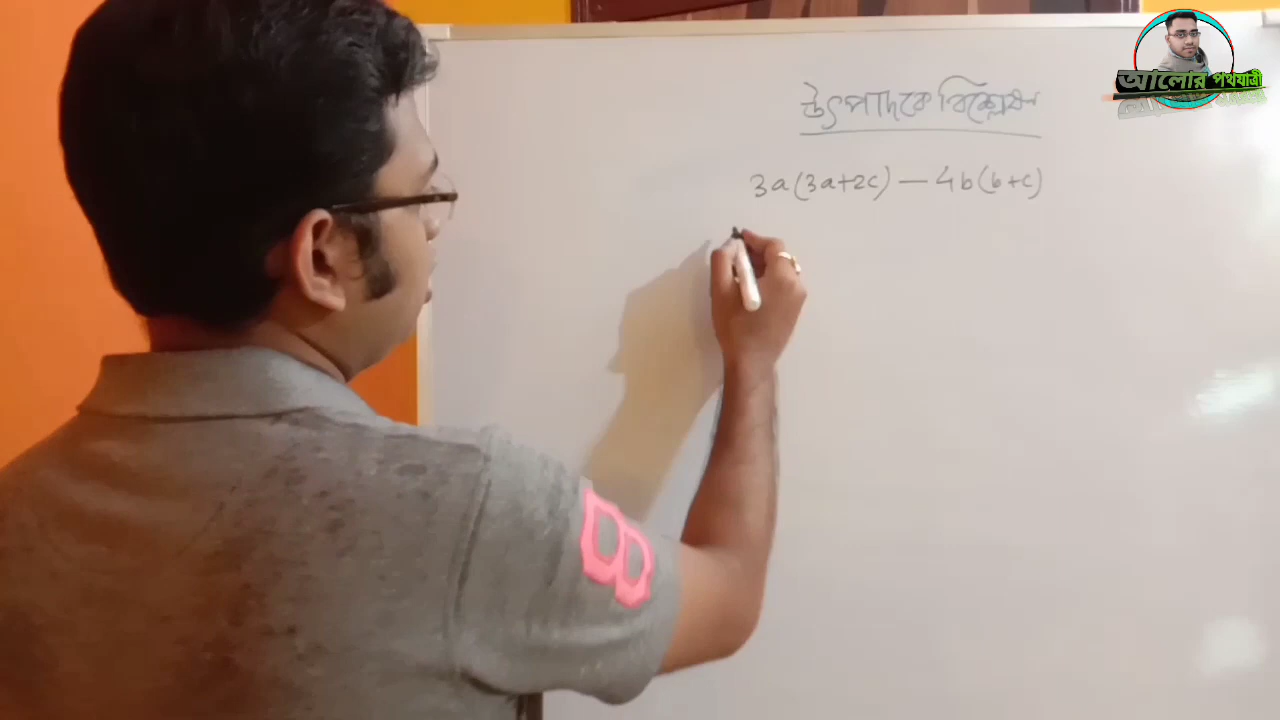 আলোর পথযাত্রী
উৎপাদকে বিশ্লেষণ
3a(3a+2c) — 4b(b+c)
B